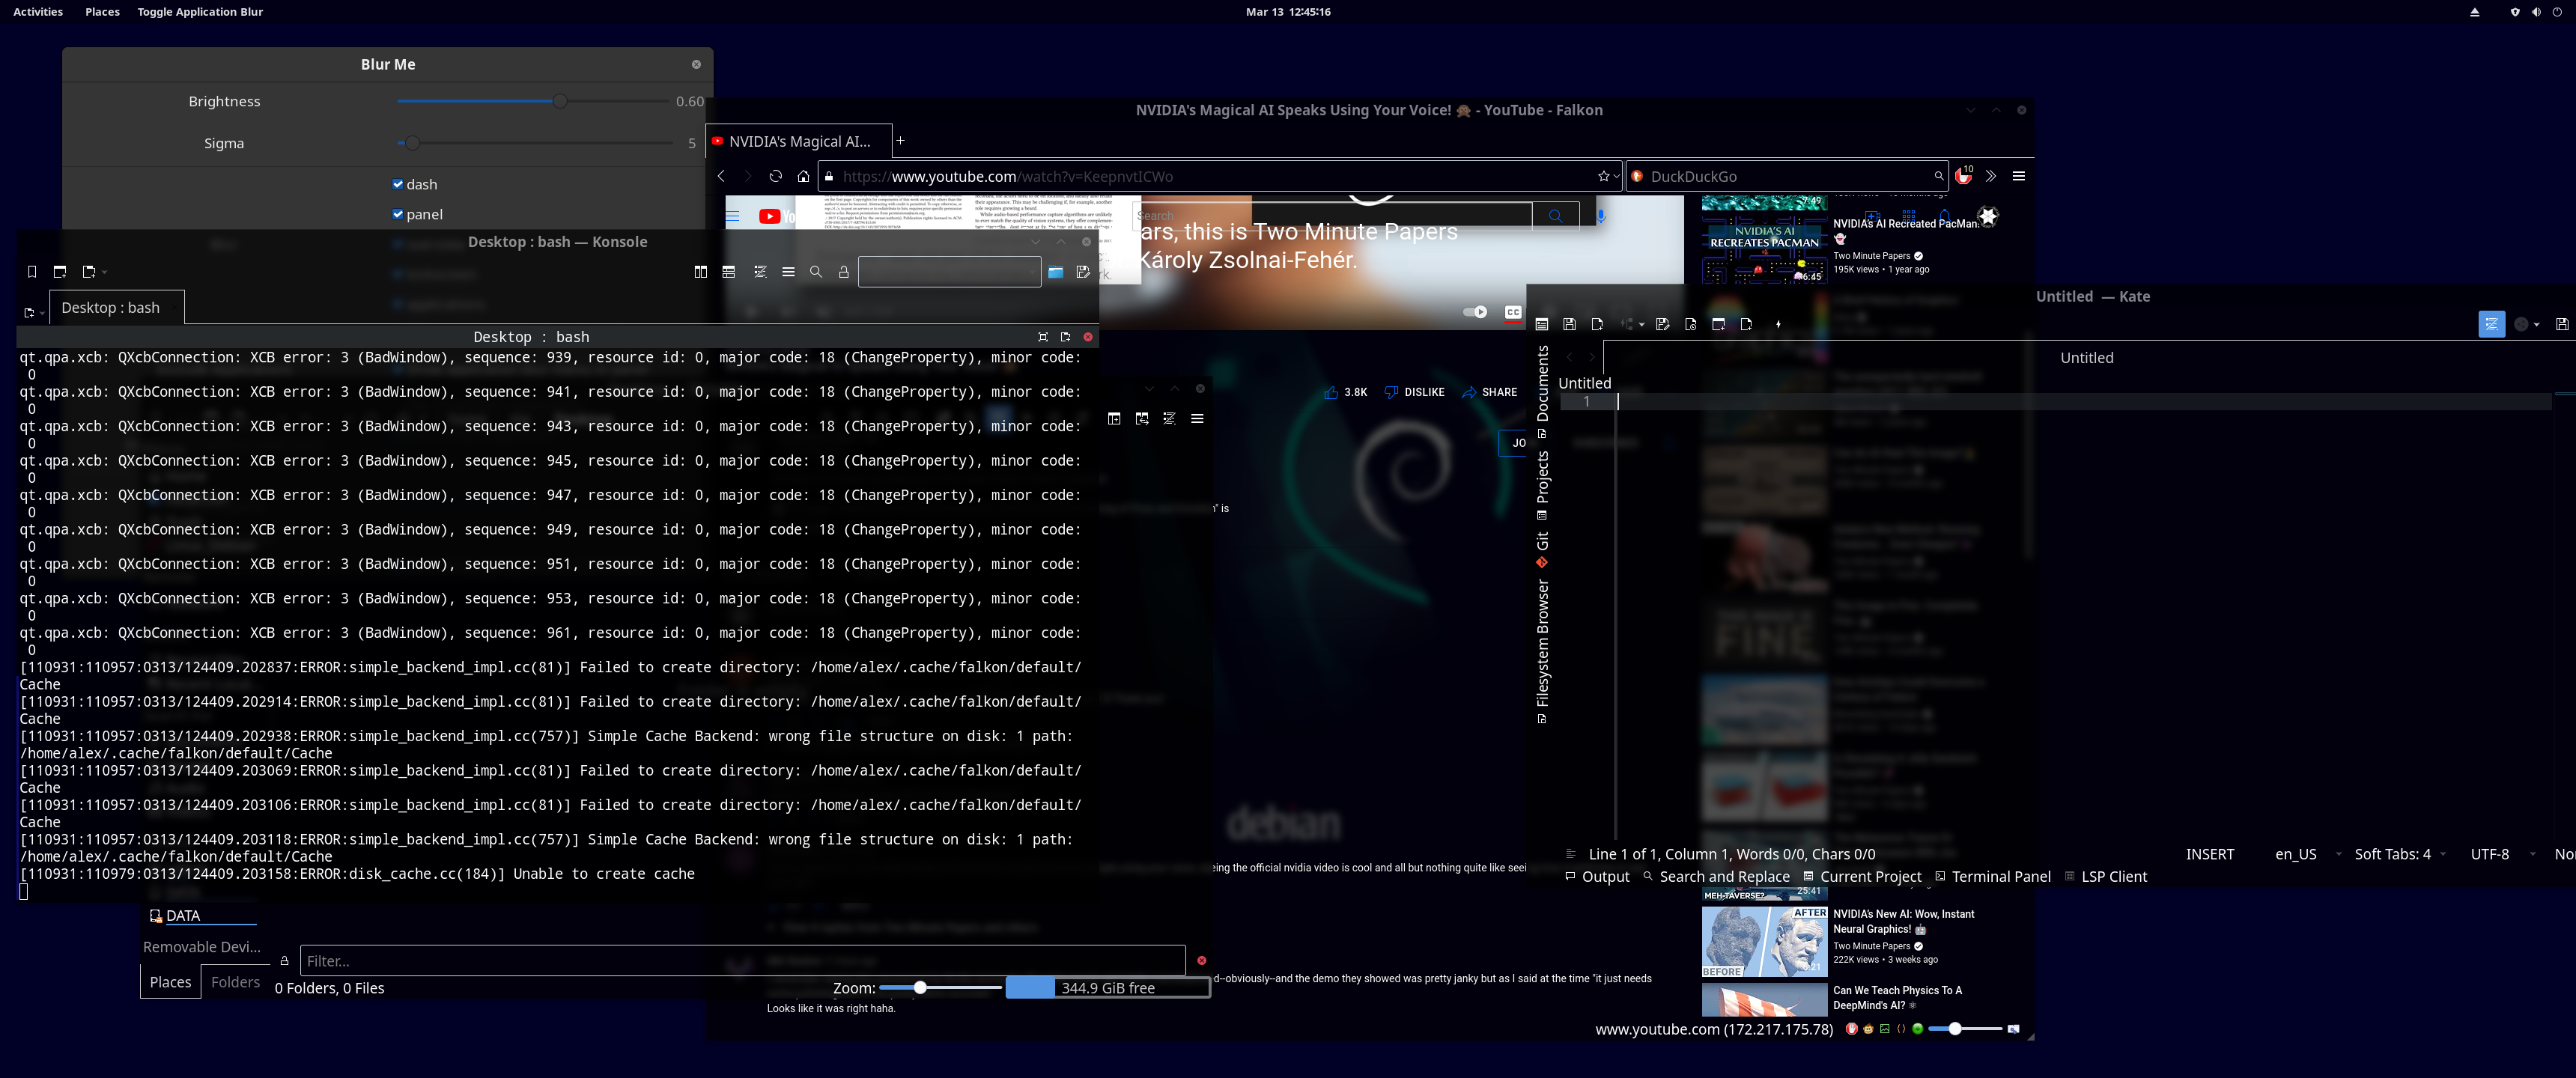 Activities Places Toggle Application Blur
Mar 13 12:45:16
Blur Me
Brightness 0.60
Sigma 5
dash
panel
NVIDIA's Magical AI Speaks Using Your Voice! 🙊 - YouTube - Falkon
NVIDIA's Magical AI...
https://www.youtube.com/watch?v=KeepnvtICWo
DuckDuckGo
10
Search
ars, this is Two Minute Papers
Károly Zsolnai-Fehér.
rk.
CC
7:49
NVIDIA'S AI
RECREATES PACMAN
6:45
NVIDIA's AI Recreated PacMan!
👻
Two Minute Papers
195K views • 1 year ago
3.8K DISLIKE SHARE
JO
Desktop : bash — Konsole
Desktop : bash
Desktop : bash
qt.qpa.xcb: QXcbConnection: XCB error: 3 (BadWindow), sequence: 939, resource id: 0, major code: 18 (ChangeProperty), minor code:
0
qt.qpa.xcb: QXcbConnection: XCB error: 3 (BadWindow), sequence: 941, resource id: 0, major code: 18 (ChangeProperty), minor code:
0
qt.qpa.xcb: QXcbConnection: XCB error: 3 (BadWindow), sequence: 943, resource id: 0, major code: 18 (ChangeProperty), minor code:
0
qt.qpa.xcb: QXcbConnection: XCB error: 3 (BadWindow), sequence: 945, resource id: 0, major code: 18 (ChangeProperty), minor code:
0
qt.qpa.xcb: QXcbConnection: XCB error: 3 (BadWindow), sequence: 947, resource id: 0, major code: 18 (ChangeProperty), minor code:
0
qt.qpa.xcb: QXcbConnection: XCB error: 3 (BadWindow), sequence: 949, resource id: 0, major code: 18 (ChangeProperty), minor code:
0
qt.qpa.xcb: QXcbConnection: XCB error: 3 (BadWindow), sequence: 951, resource id: 0, major code: 18 (ChangeProperty), minor code:
0
qt.qpa.xcb: QXcbConnection: XCB error: 3 (BadWindow), sequence: 953, resource id: 0, major code: 18 (ChangeProperty), minor code:
0
qt.qpa.xcb: QXcbConnection: XCB error: 3 (BadWindow), sequence: 961, resource id: 0, major code: 18 (ChangeProperty), minor code:
0
[110931:110957:0313/124409.202837:ERROR:simple_backend_impl.cc(81)] Failed to create directory: /home/alex/.cache/falkon/default/
Cache
[110931:110957:0313/124409.202914:ERROR:simple_backend_impl.cc(81)] Failed to create directory: /home/alex/.cache/falkon/default/
Cache
[110931:110957:0313/124409.202938:ERROR:simple_backend_impl.cc(757)] Simple Cache Backend: wrong file structure on disk: 1 path:
/home/alex/.cache/falkon/default/Cache
[110931:110957:0313/124409.203069:ERROR:simple_backend_impl.cc(81)] Failed to create directory: /home/alex/.cache/falkon/default/
Cache
[110931:110957:0313/124409.203106:ERROR:simple_backend_impl.cc(81)] Failed to create directory: /home/alex/.cache/falkon/default/
Cache
[110931:110957:0313/124409.203118:ERROR:simple_backend_impl.cc(757)] Simple Cache Backend: wrong file structure on disk: 1 path:
/home/alex/.cache/falkon/default/Cache
[110931:110979:0313/124409.203158:ERROR:disk_cache.cc(184)] Unable to create cache
" is
debian
eing the official nvidia video is cool and all but nothing quite like seei
Untitled — Kate
Untitled
Untitled
1
Documents
Projects
Git
Filesystem Browser
Line 1 of 1, Column 1, Words 0/0, Chars 0/0 INSERT en_US Soft Tabs: 4 UTF-8 No
Output Search and Replace Current Project Terminal Panel LSP Client
DATA
Removable Devi...
Filter...
Places Folders
0 Folders, 0 Files
Zoom: 344.9 GiB free
d--obviously--and the demo they showed was pretty janky but as I said at the time "it just needs
Looks like it was right haha.
MEH-TAVERSE?
25:41
AFTER
BEFORE
NVIDIA's New AI: Wow, Instant
Neural Graphics! 🤖
Two Minute Papers
222K views • 3 weeks ago
Can We Teach Physics To A
DeepMind's AI? ⚛
www.youtube.com (172.217.175.78)